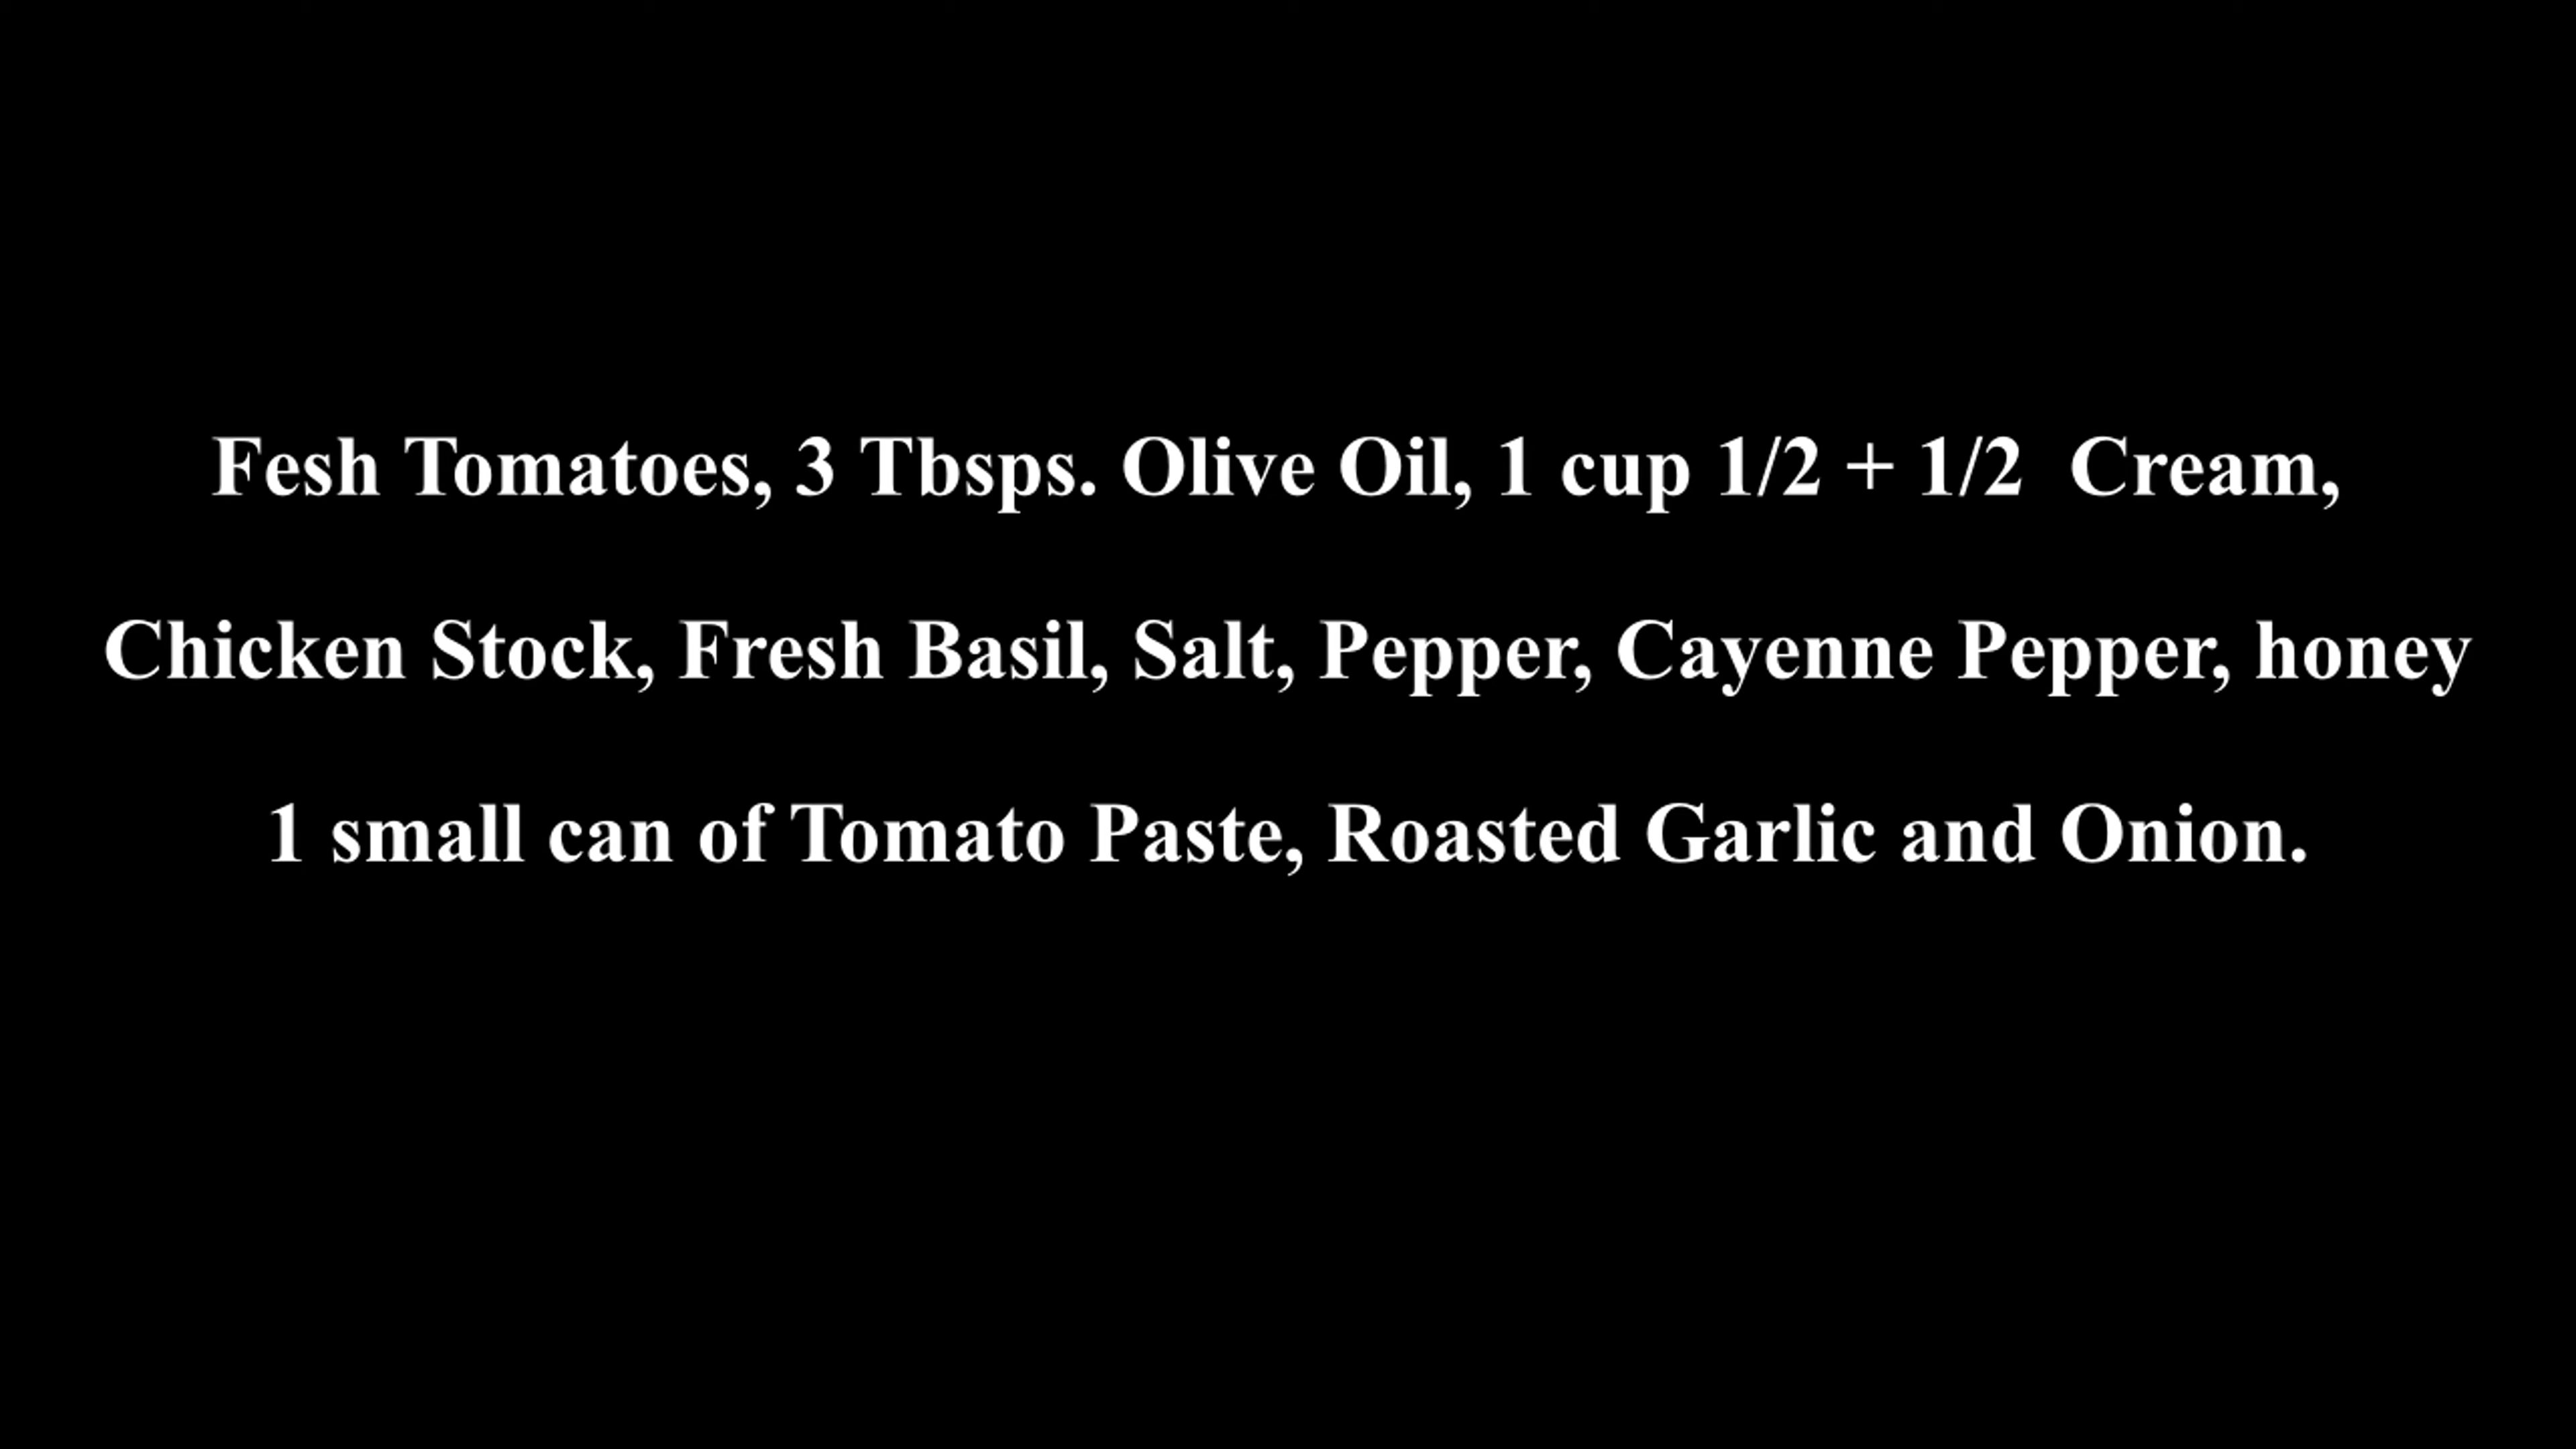 Fesh Tomatoes, 3 Tbsps. Olive Oil, 1 cup 1/2 + 1/2  Cream,
Chicken Stock, Fresh Basil, Salt, Pepper, Cayenne Pepper, honey
1 small can of Tomato Paste, Roasted Garlic and Onion.